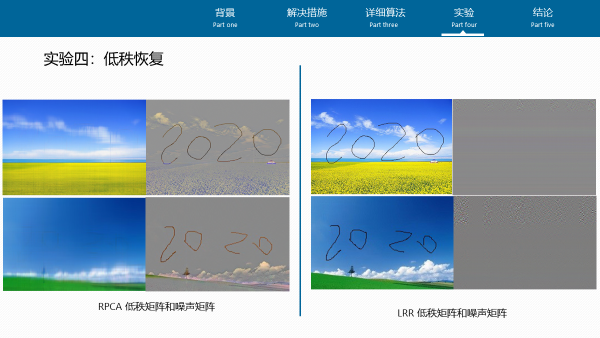 背景
Part one
解决措施
Part two
详细算法
Part three
实验
Part four
结论
Part five
实验四：低秩恢复
2020
2020
2020
2020
RPCA 低秩矩阵和噪声矩阵
LRR 低秩矩阵和噪声矩阵